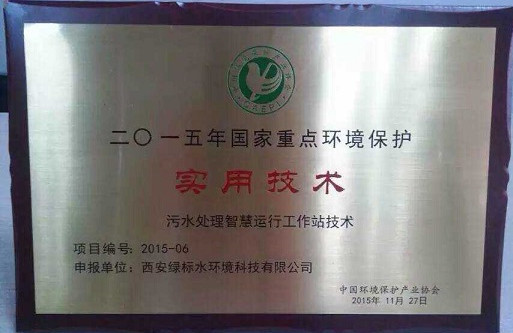 二〇一五年国家重点环境保护
实用技术
污水处理智慧运行工作站技术
项目编号: 2015-06
申报单位: 西安绿标水环境科技有限公司
中国环境保护产业协会
2015年 11月 27日